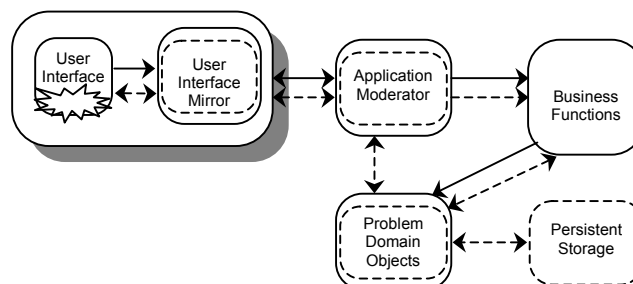 User
Interface
User
Interface
Mirror
Application
Moderator
Business
Functions
Problem
Domain
Objects
Persistent
Storage